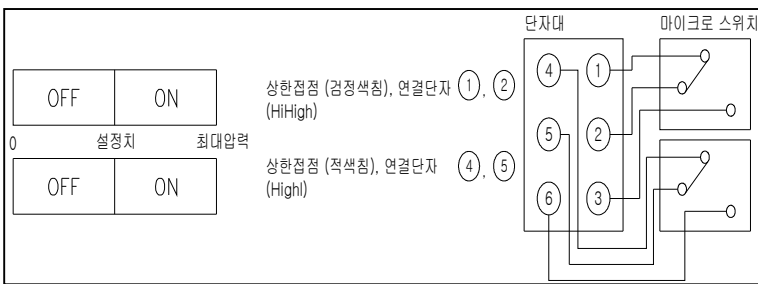 단자대
마이크로 스위치
OFF ON
상한접점 (검정색침), 연결단자 ①, ②
(HiHigh)
0 설정치 최대압력
OFF ON
상한접점 (적색침), 연결단자 ④, ⑤
(Highl)
④ ①
⑤ ②
⑥ ③